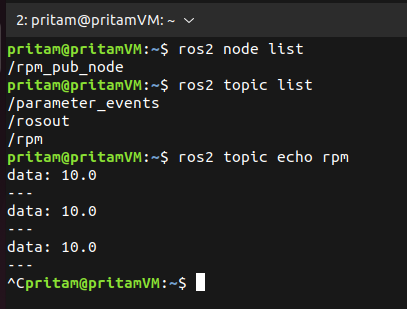 2: pritam@pritamVM: ~
pritam@pritamVM:~$ ros2 node list
/rpm_pub_node
pritam@pritamVM:~$ ros2 topic list
/parameter_events
/rosout
/rpm
pritam@pritamVM:~$ ros2 topic echo rpm
data: 10.0
---
data: 10.0
---
data: 10.0
---
^Cpritam@pritamVM:~$